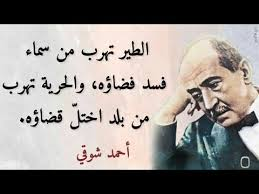 الطير تهرب من سماء
فسد فضاؤه، والحرية تهرب
من بلد اختلّ قضاؤه.
أحمد شوقي